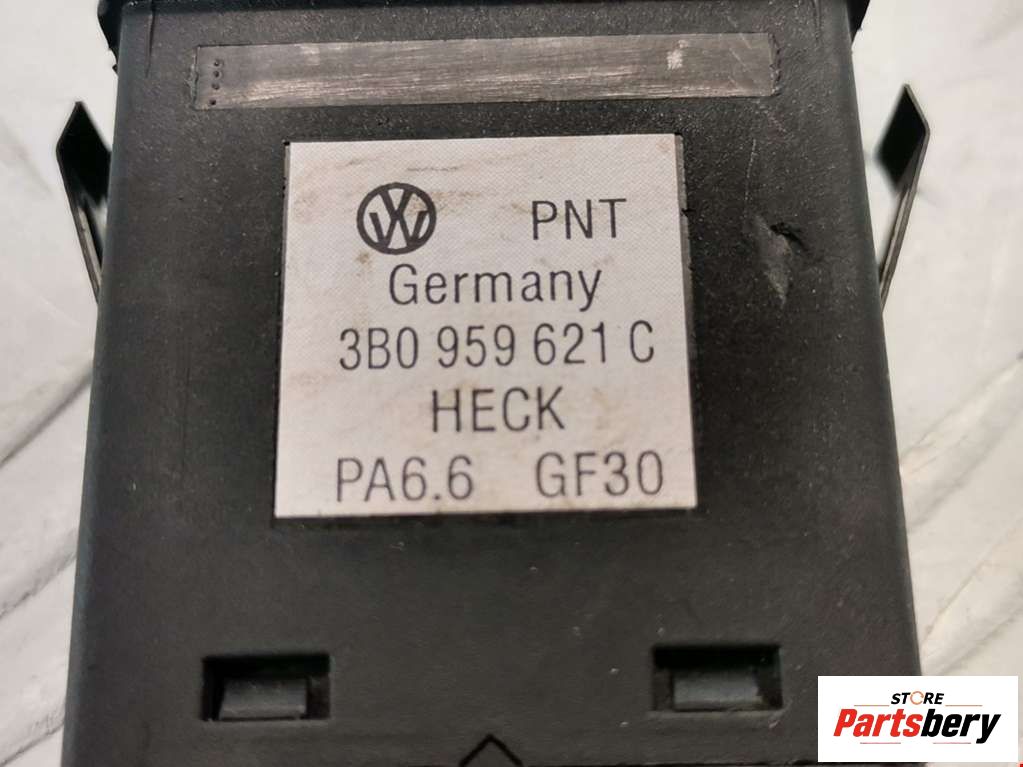 PNT
Germany
3B0 959 621 C
HECK
PA6.6 GF30
STORE
Partsbery